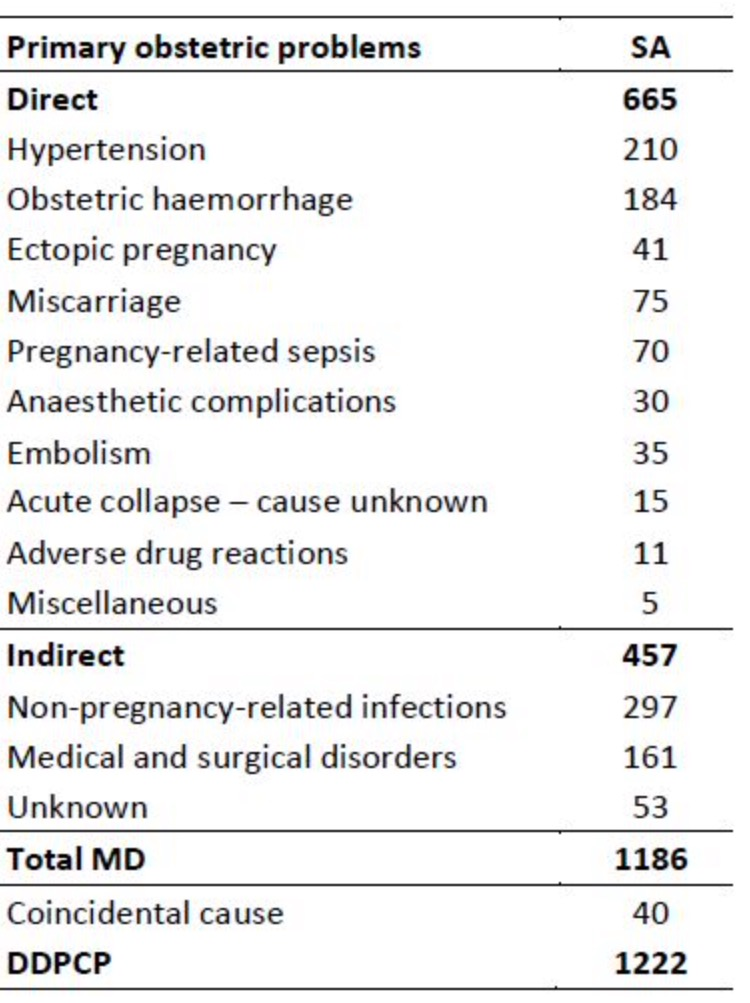 Primary obstetric problems SA
Direct 665
Hypertension 210
Obstetric haemorrhage 184
Ectopic pregnancy 41
Miscarriage 75
Pregnancy-related sepsis 70
Anaesthetic complications 30
Embolism 35
Acute collapse – cause unknown 15
Adverse drug reactions 11
Miscellaneous 5
Indirect 457
Non-pregnancy-related infections 297
Medical and surgical disorders 161
Unknown 53
Total MD 1186
Coincidental cause 40
DDPCP 1222